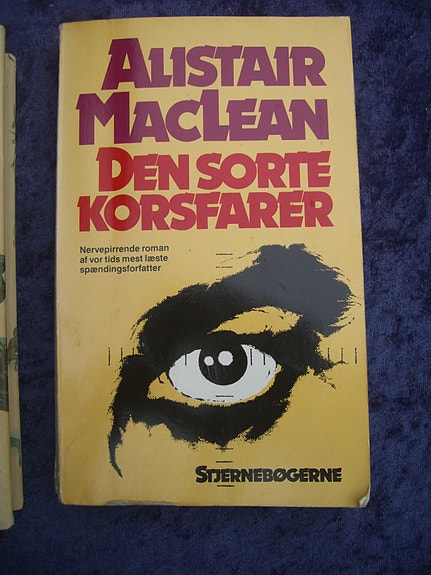 ALISTAIR
MACLEAN
DEN SORTE
KORSFARER
Nervepirrende roman
af vor tids mest læste
spændingsforfatter
STJERNEBØGERNE